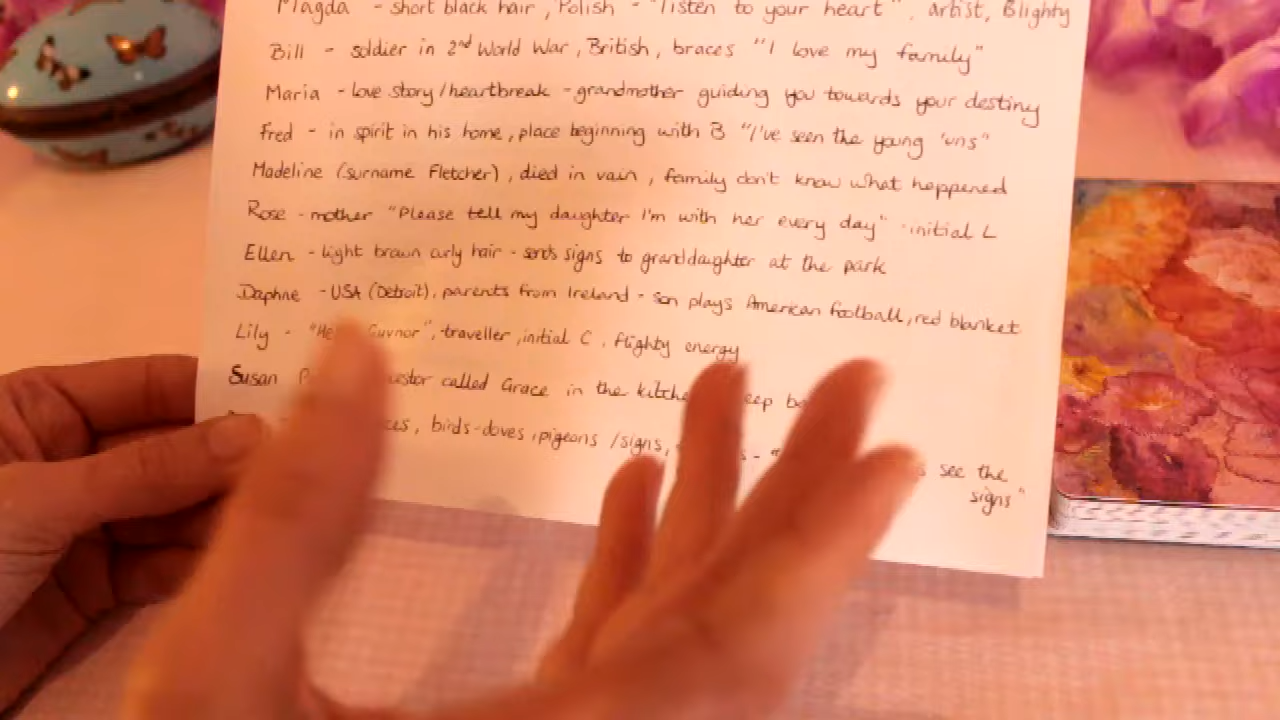 Magda - short black hair, Polish - "listen to your heart". artist, Blighty
Bill - soldier in 2nd World War, British, braces "I love my family"
Maria - love story/heartbreak - grandmother guiding you towards your destiny
Fred - in spirit in his home, place beginning with B "I've seen the young 'uns"
Madeline (surname Fletcher), died in vain, family don't know what happened
Rose - mother "Please tell my daughter I'm with her every day" - initial L
Ellen - light brown curly hair - sends signs to granddaughter at the park
Daphne - USA (Detroit), parents from Ireland - son plays American football, red blanket
Lily - Guvnor", traveller, initial C, flighty energy
Susan called Grace in the
birds-doves, pigeons /signs, see the
signs"